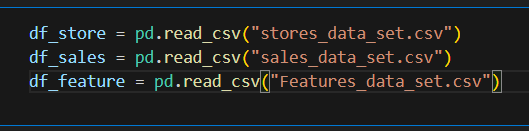 df_store = pd.read_csv("stores_data_set.csv")
df_sales = pd.read_csv("sales_data_set.csv")
df_feature = pd.read_csv("Features_data_set.csv")